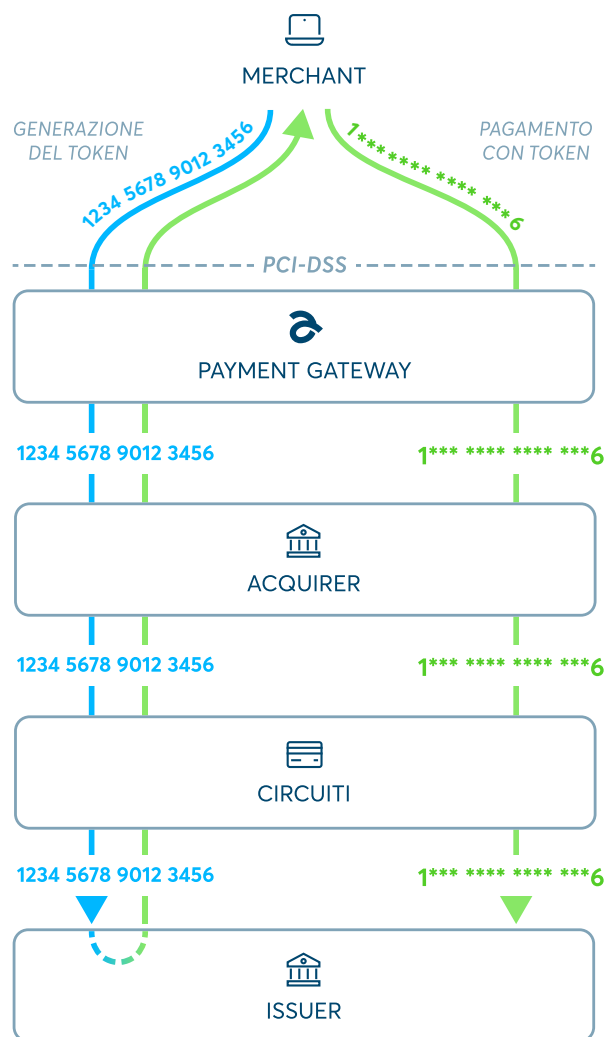 MERCHANT
GENERAZIONE
DEL TOKEN
PAGAMENTO
CON TOKEN
1234 5678 9012 3456
1*** **** **** ***6
PCI-DSS
PAYMENT GATEWAY
1234 5678 9012 3456
1*** **** **** ***6
ACQUIRER
1234 5678 9012 3456
1*** **** **** ***6
CIRCUITI
1234 5678 9012 3456
1*** **** **** ***6
ISSUER